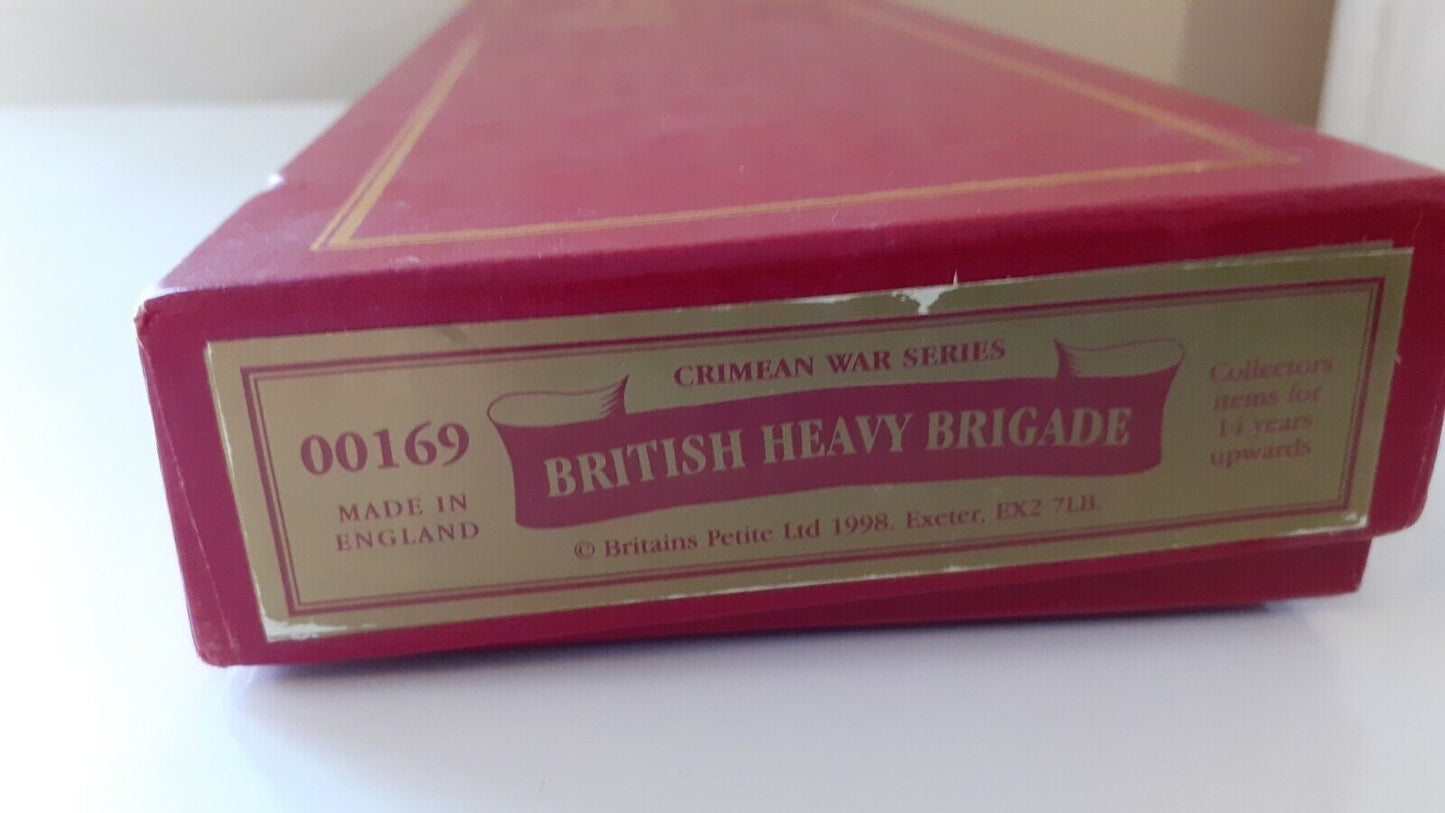 00169
MADE IN
ENGLAND
CRIMEAN WAR SERIES
BRITISH HEAVY BRIGADE
© Britains Petite Ltd 1998. Exeter, EX2 7LB.
Collectors
items for
14 years
upwards